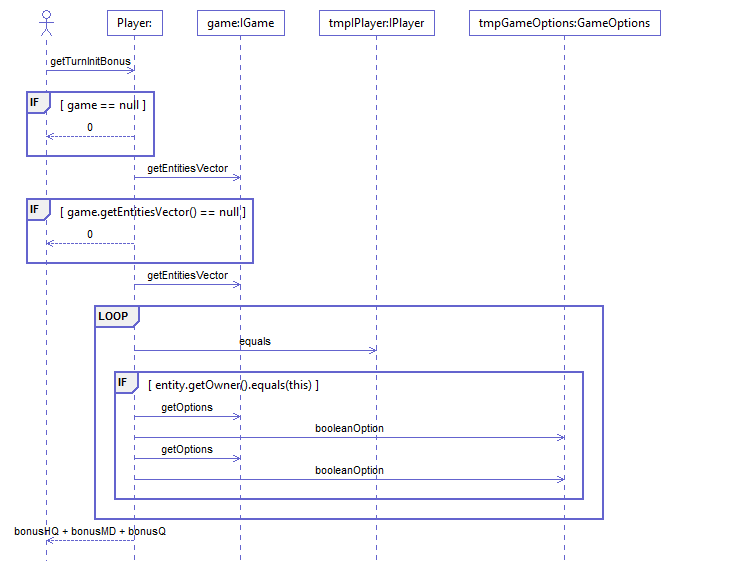 Player:
game:IGame
tmpIPlayer:IPlayer
tmpGameOptions:GameOptions
getTurnInitBonus
IF
[ game == null ]
0
getEntitiesVector
IF
[ game.getEntitiesVector() == null ]
0
getEntitiesVector
LOOP
equals
IF
[ entity.getOwner().equals(this) ]
getOptions
booleanOption
getOptions
booleanOption
bonusHQ + bonusMD + bonusQ